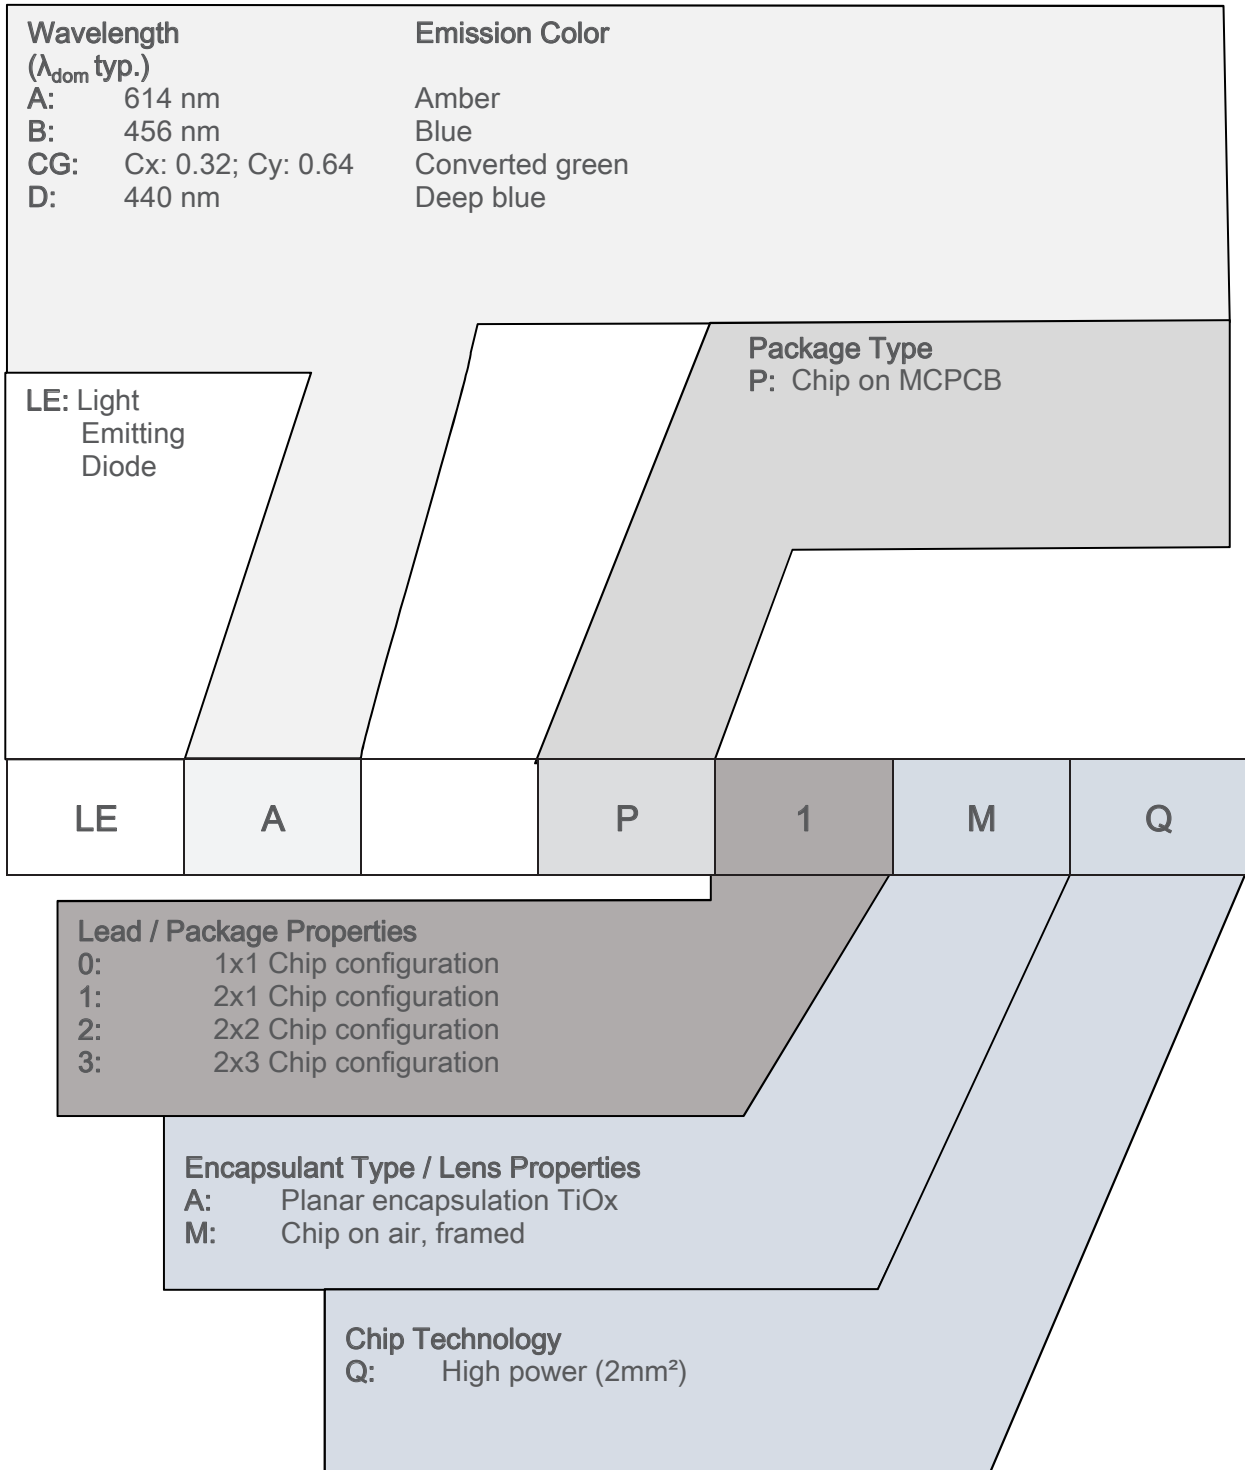 Wavelength Emission Color
(λdom typ.)
A: 614 nm Amber
B: 456 nm Blue
CG: Cx: 0.32; Cy: 0.64 Converted green
D: 440 nm Deep blue
Package Type
P: Chip on MCPCB
LE: Light
Emitting
Diode
LE A P 1 M Q
Lead / Package Properties
0: 1x1 Chip configuration
1: 2x1 Chip configuration
2: 2x2 Chip configuration
3: 2x3 Chip configuration
Encapsulant Type / Lens Properties
A: Planar encapsulation TiOx
M: Chip on air, framed
Chip Technology
Q: High power (2mm²)